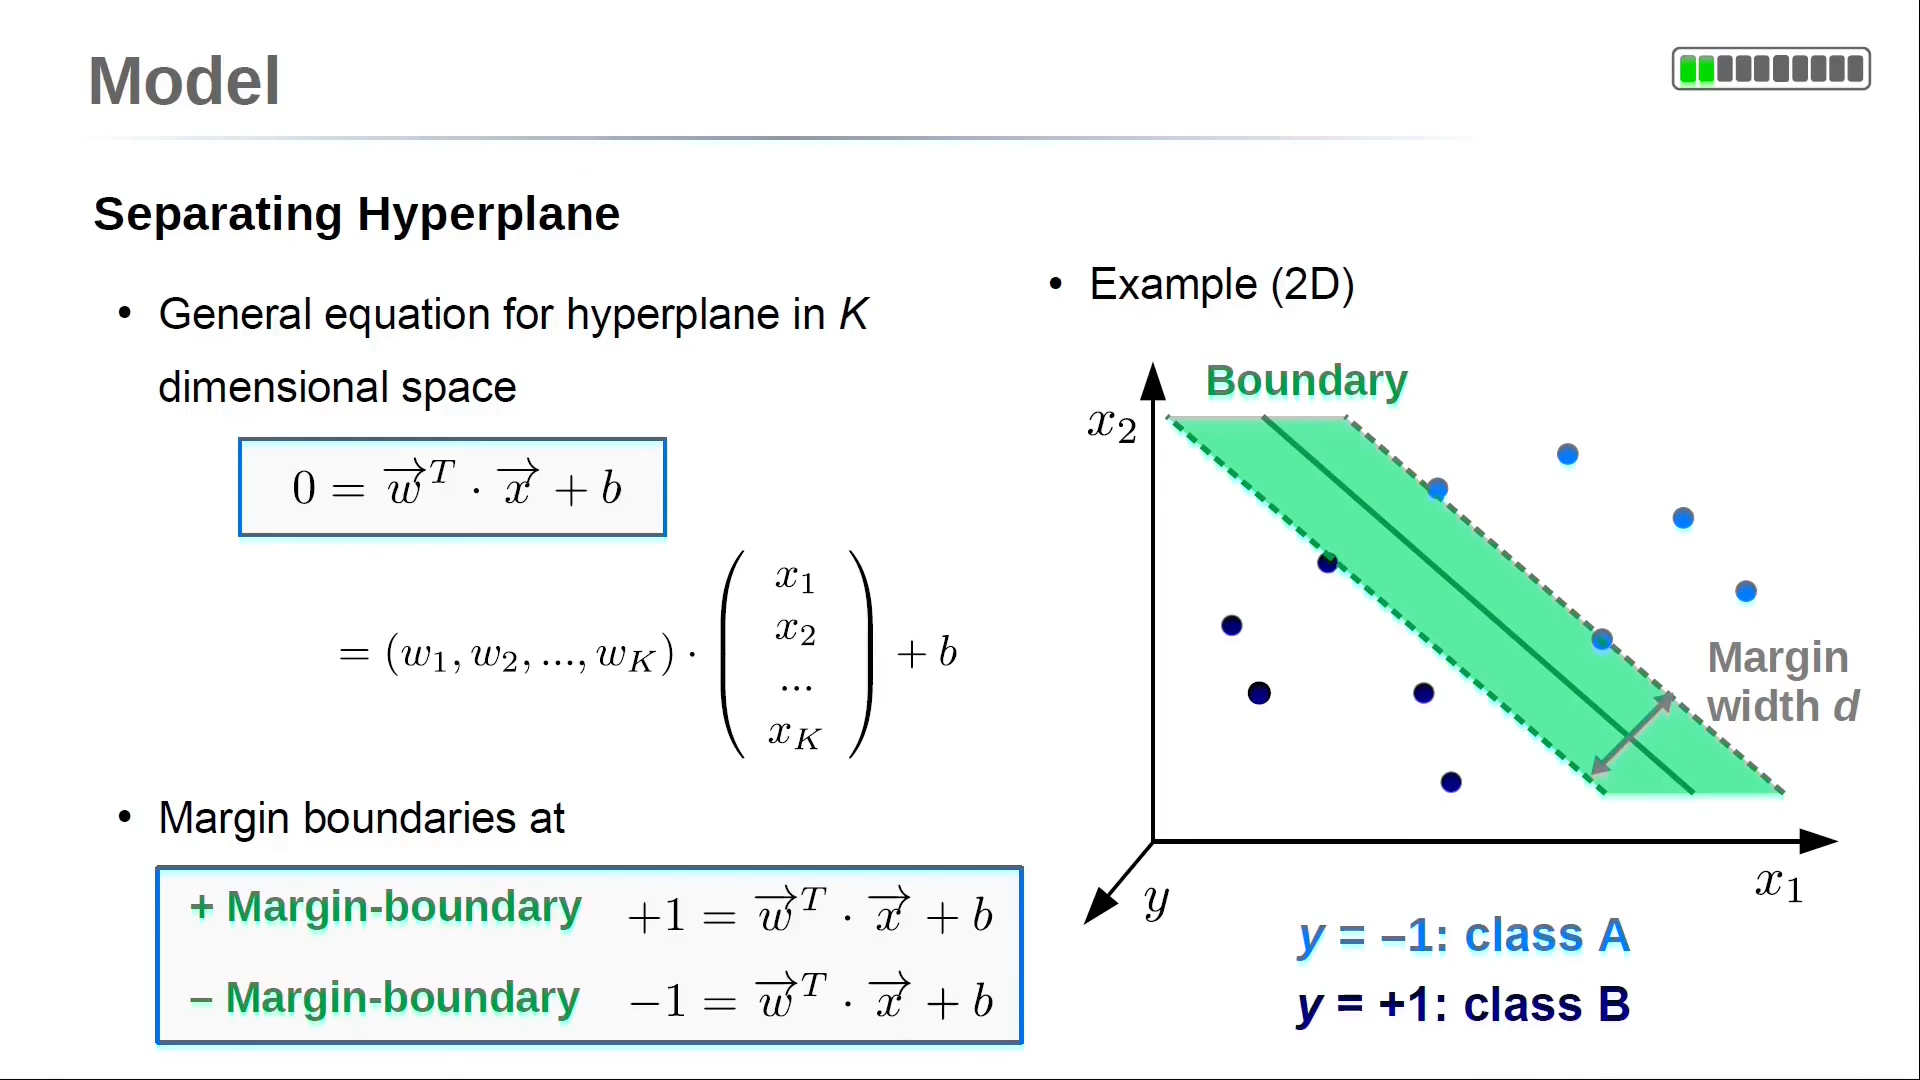 Model
Separating Hyperplane
• General equation for hyperplane in K
dimensional space
0 = w⃗ᵀ · x⃗ + b
= (w₁, w₂, ..., w_K) · ( x₁
x₂
...
x_K ) + b
• Margin boundaries at
+ Margin-boundary +1 = w⃗ᵀ · x⃗ + b
– Margin-boundary −1 = w⃗ᵀ · x⃗ + b
• Example (2D)
Boundary
x₂
Margin
width d
x₁
y
y = –1: class A
y = +1: class B